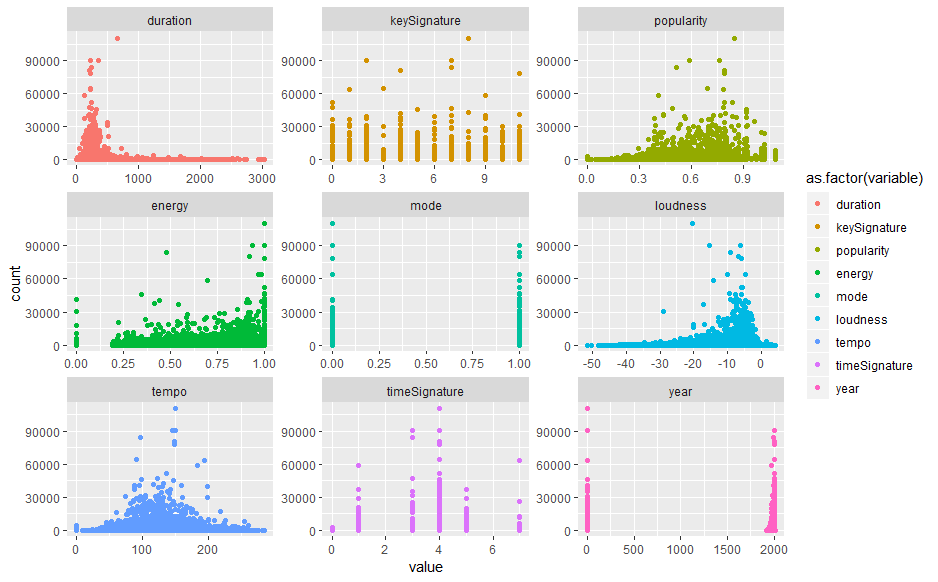 duration keySignature popularity
90000 90000 90000
60000 60000 60000
30000 30000 30000
0 0 0
0 1000 2000 3000 0 3 6 9 0.0 0.3 0.6 0.9
energy mode loudness
90000 90000 90000
60000 60000 60000
30000 30000 30000
0 0 0
0.00 0.25 0.50 0.75 1.00 0.00 0.25 0.50 0.75 1.00 -50 -40 -30 -20 -10 0
tempo timeSignature year
90000 90000 90000
60000 60000 60000
30000 30000 30000
0 0 0
0 100 200 0 2 4 6 0 500 1000 1500 2000
count
value
as.factor(variable)
duration
keySignature
popularity
energy
mode
loudness
tempo
timeSignature
year